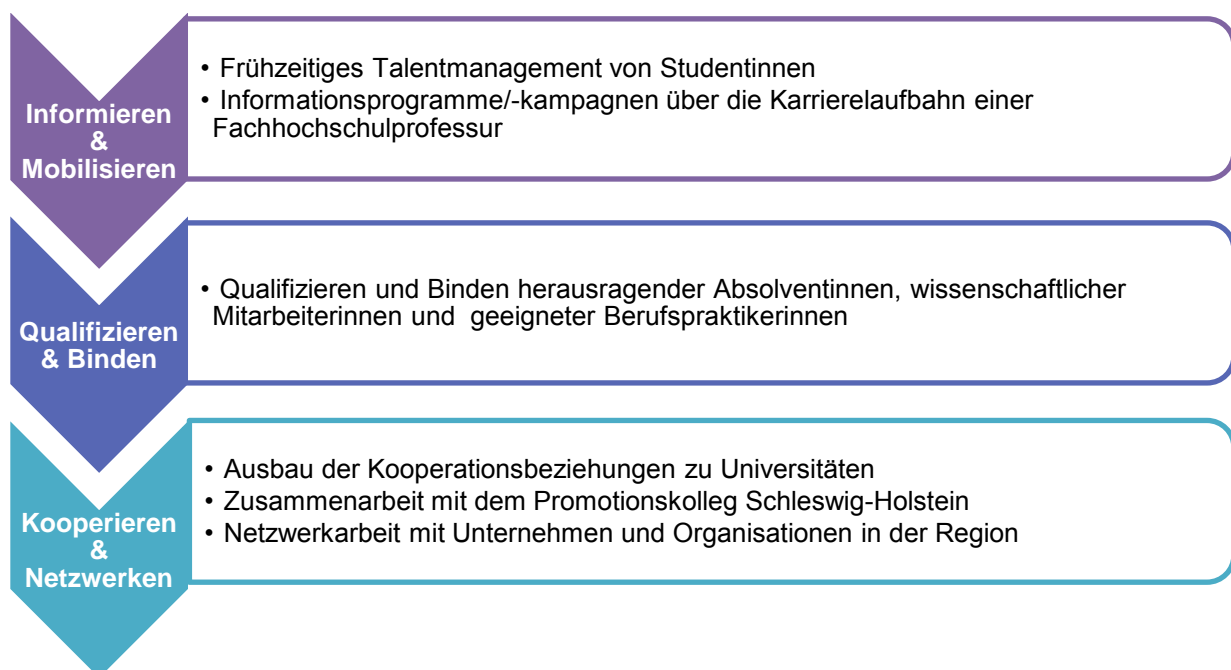 Informieren
&
Mobilisieren
• Frühzeitiges Talentmanagement von Studentinnen
• Informationsprogramme/-kampagnen über die Karrierelaufbahn einer
Fachhochschulprofessur
Qualifizieren
& Binden
• Qualifizieren und Binden herausragender Absolventinnen, wissenschaftlicher
Mitarbeiterinnen und geeigneter Berufspraktikerinnen
Kooperieren
&
Netzwerken
• Ausbau der Kooperationsbeziehungen zu Universitäten
• Zusammenarbeit mit dem Promotionskolleg Schleswig-Holstein
• Netzwerkarbeit mit Unternehmen und Organisationen in der Region